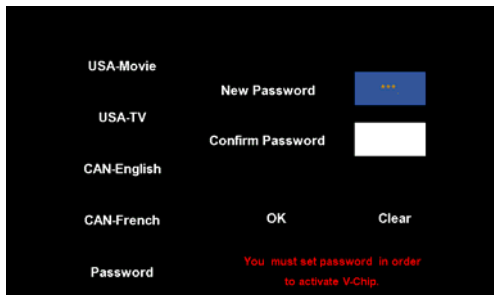 USA-Movie
New Password
***
USA-TV
Confirm Password
CAN-English
CAN-French
OK
Clear
Password
You must set password in order
to activate V-Chip.